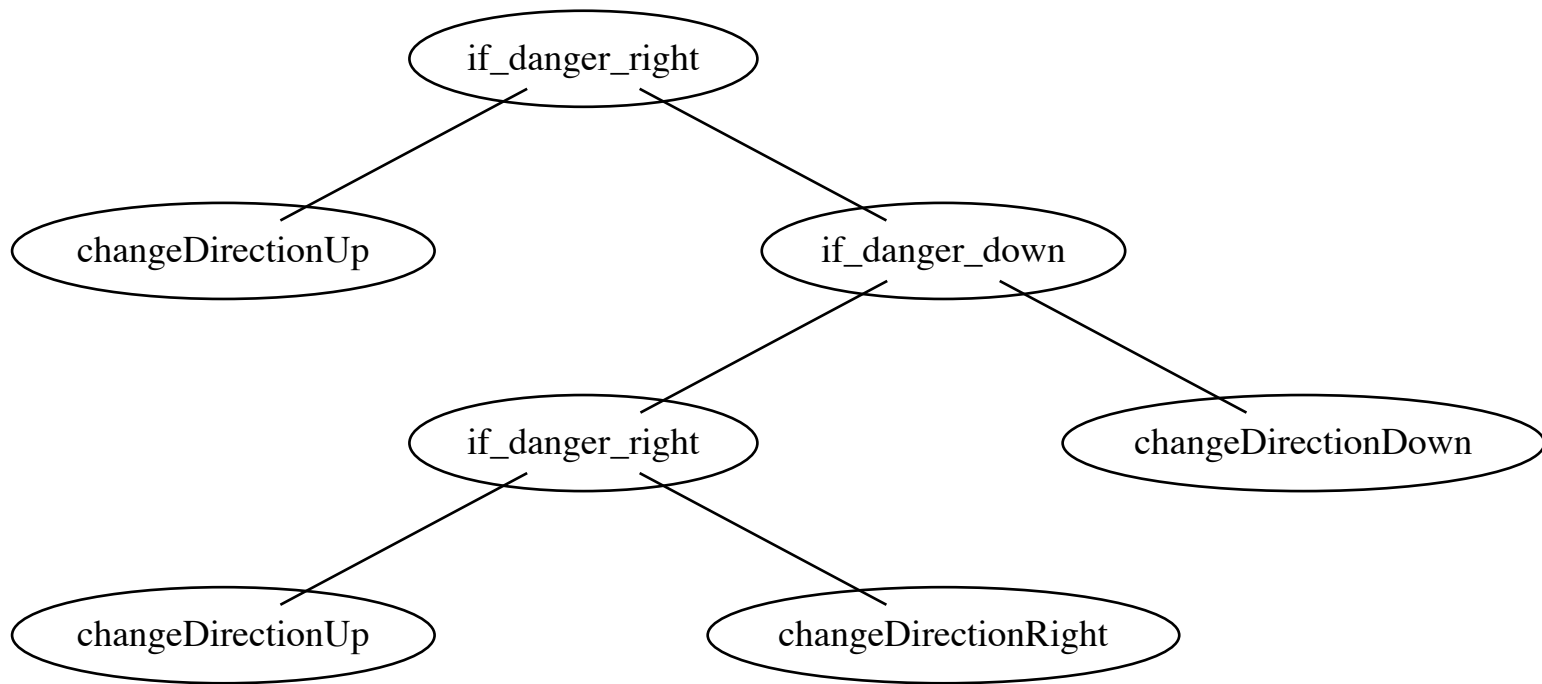 if_danger_right
changeDirectionUp
if_danger_down
if_danger_right
changeDirectionDown
changeDirectionUp
changeDirectionRight